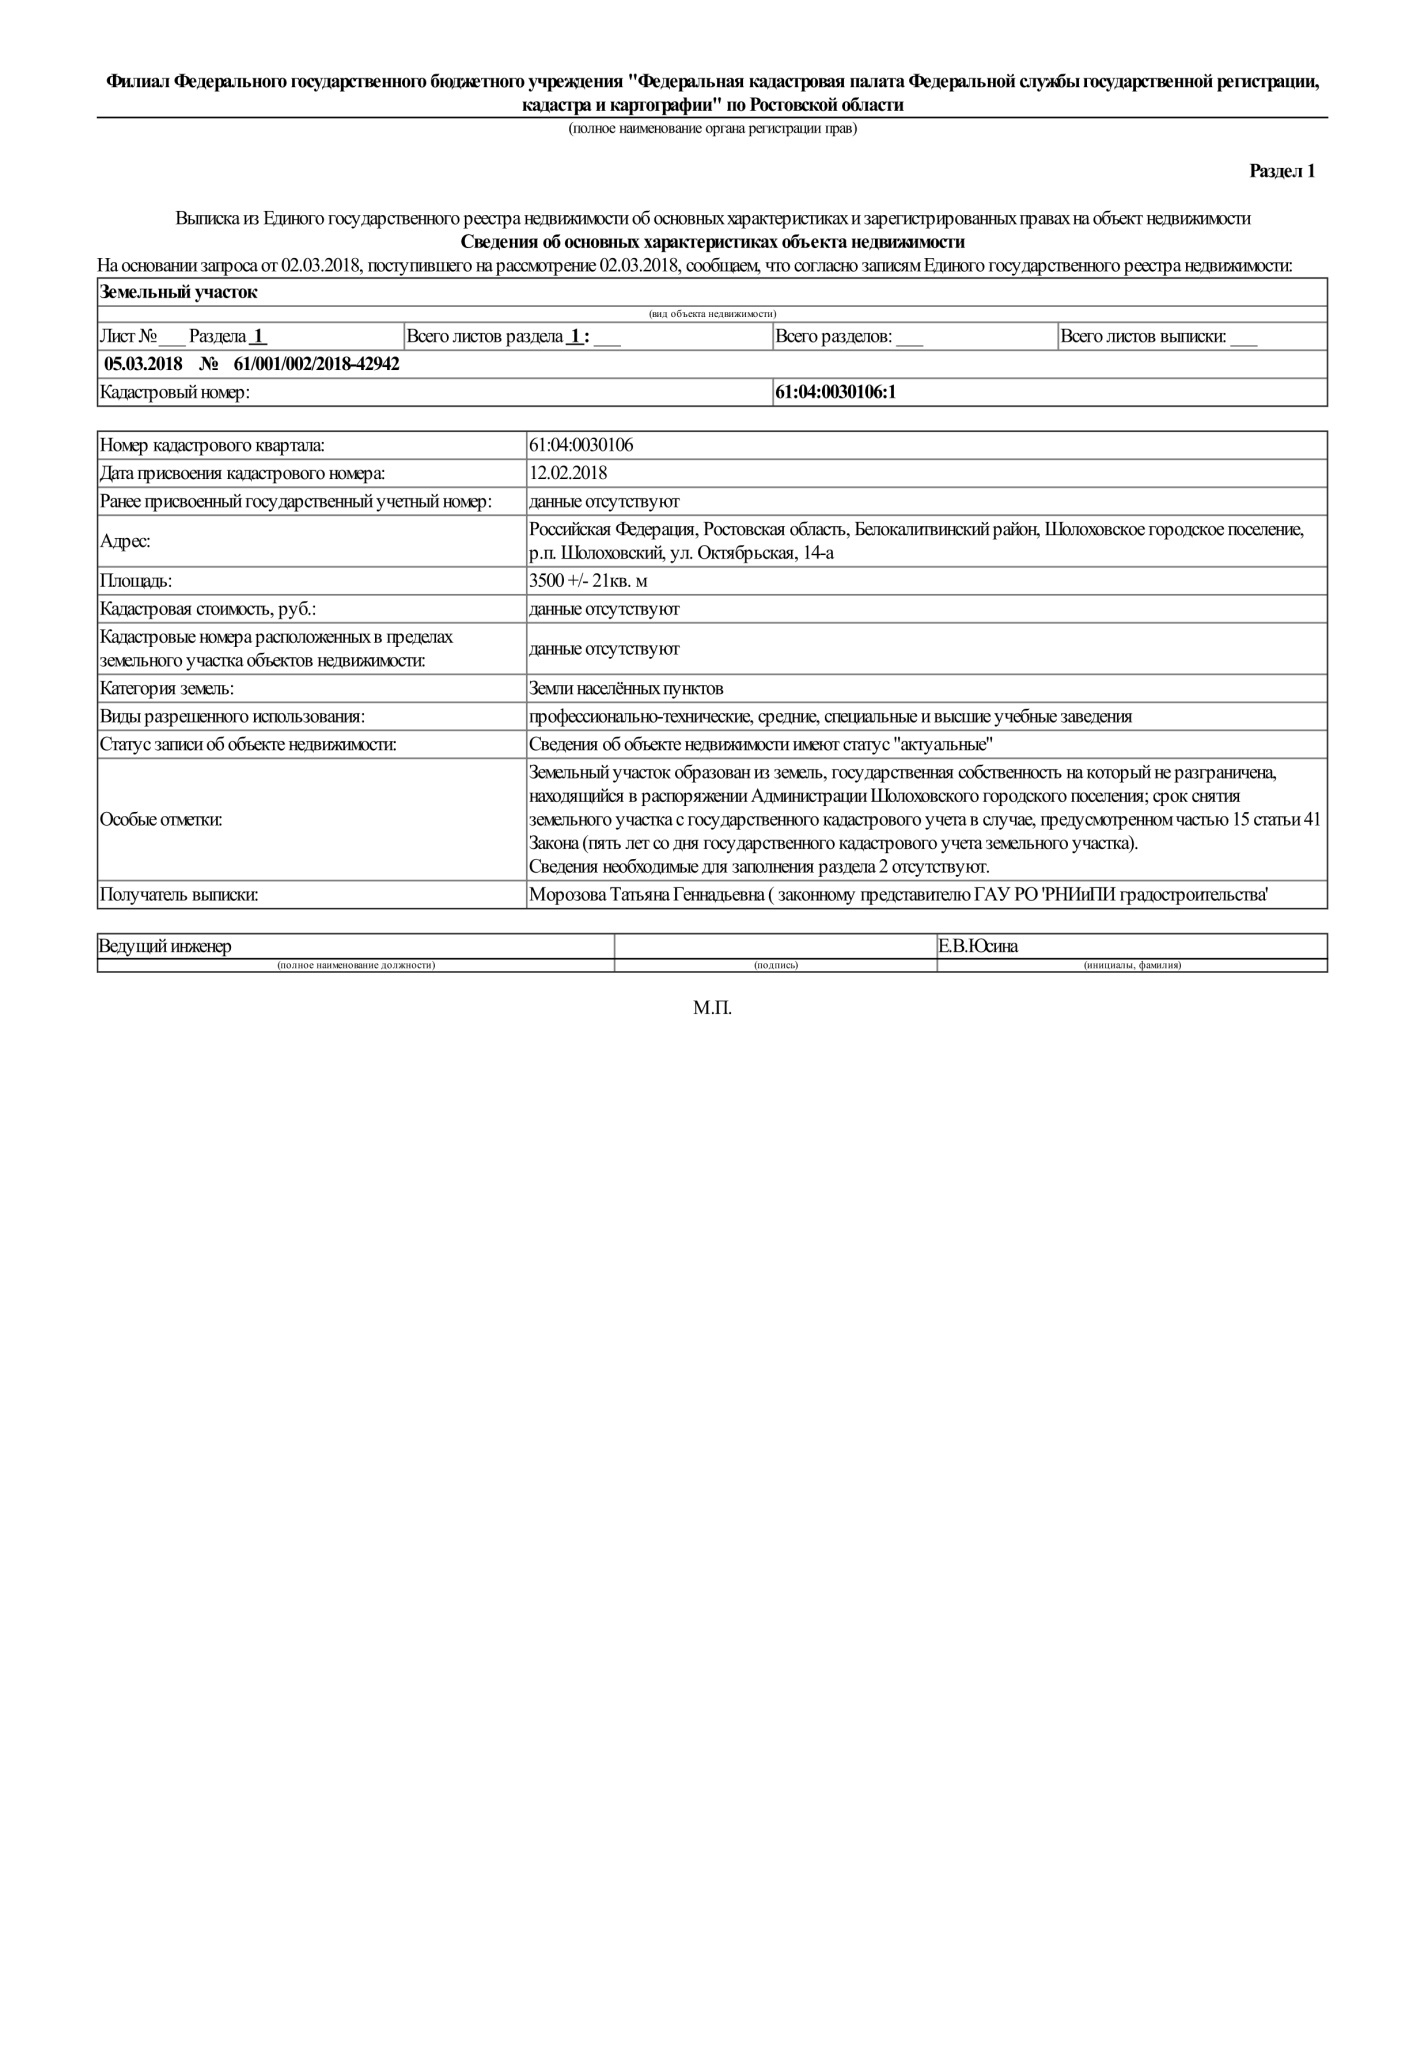 Филиал Федерального государственного бюджетного учреждения "Федеральная кадастровая палата Федеральной службы государственной регистрации,
кадастра и картографии" по Ростовской области
(полное наименование органа регистрации прав)
Раздел 1
Выписка из Единого государственного реестра недвижимости об основных характеристиках и зарегистрированных правах на объект недвижимости
Сведения об основных характеристиках объекта недвижимости
На основании запроса от 02.03.2018, поступившего на рассмотрение 02.03.2018, сообщаем, что согласно записям Единого государственного реестра недвижимости:
Земельный участок
(вид объекта недвижимости)
Лист № ___ Раздела 1 Всего листов раздела 1 : ___ Всего разделов: ___ Всего листов выписки: ___
05.03.2018 № 61/001/002/2018-42942
Кадастровый номер: 61:04:0030106:1
Номер кадастрового квартала: 61:04:0030106
Дата присвоения кадастрового номера: 12.02.2018
Ранее присвоенный государственный учетный номер: данные отсутствуют
Адрес: Российская Федерация, Ростовская область, Белокалитвинский район, Шолоховское городское поселение,
р.п. Шолоховский, ул. Октябрьская, 14-а
Площадь: 3500 +/- 21кв. м
Кадастровая стоимость, руб.: данные отсутствуют
Кадастровые номера расположенных в пределах
земельного участка объектов недвижимости: данные отсутствуют
Категория земель: Земли населённых пунктов
Виды разрешенного использования: профессионально-технические, средние, специальные и высшие учебные заведения
Статус записи об объекте недвижимости: Сведения об объекте недвижимости имеют статус "актуальные"
Особые отметки: Земельный участок образован из земель, государственная собственность на который не разграничена,
находящийся в распоряжении Администрации Шолоховского городского поселения; срок снятия
земельного участка с государственного кадастрового учета в случае, предусмотренном частью 15 статьи 41
Закона (пять лет со дня государственного кадастрового учета земельного участка).
Сведения необходимые для заполнения раздела 2 отсутствуют.
Получатель выписки: Морозова Татьяна Геннадьевна ( законному представителю ГАУ РО 'РНИиПИ градостроительства'
Ведущий инженер Е.В.Юсина
(полное наименование должности) (подпись) (инициалы, фамилия)
М.П.